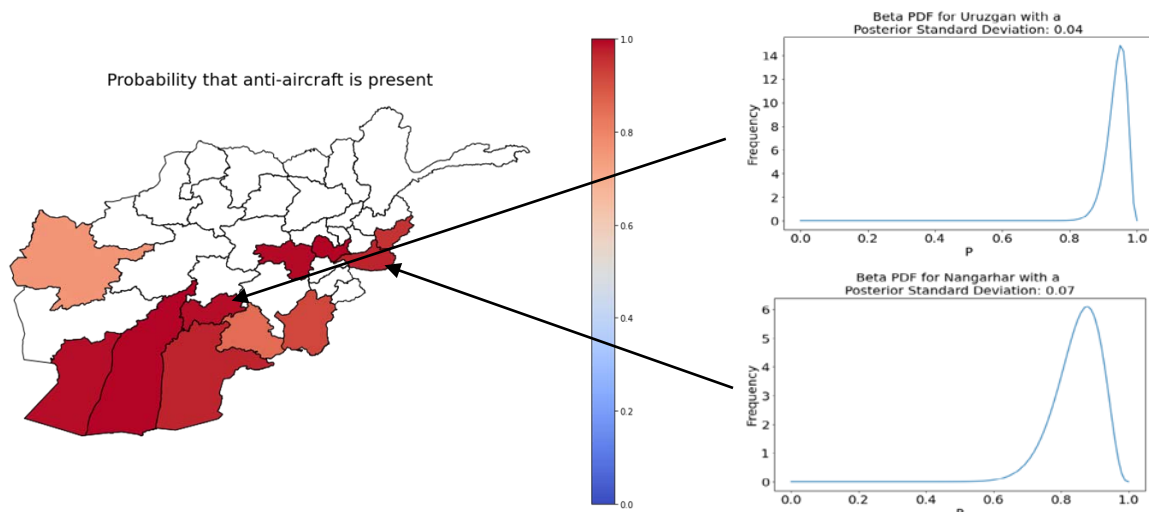 Probability that anti-aircraft is present
1.0
0.8
0.6
0.4
0.2
0.0
Beta PDF for Uruzgan with a
Posterior Standard Deviation: 0.04
Frequency
14
12
10
8
6
4
2
0
0.0 0.2 0.4 0.6 0.8 1.0
P
Beta PDF for Nangarhar with a
Posterior Standard Deviation: 0.07
Frequency
6
5
4
3
2
1
0
0.0 0.2 0.4 0.6 0.8 1.0